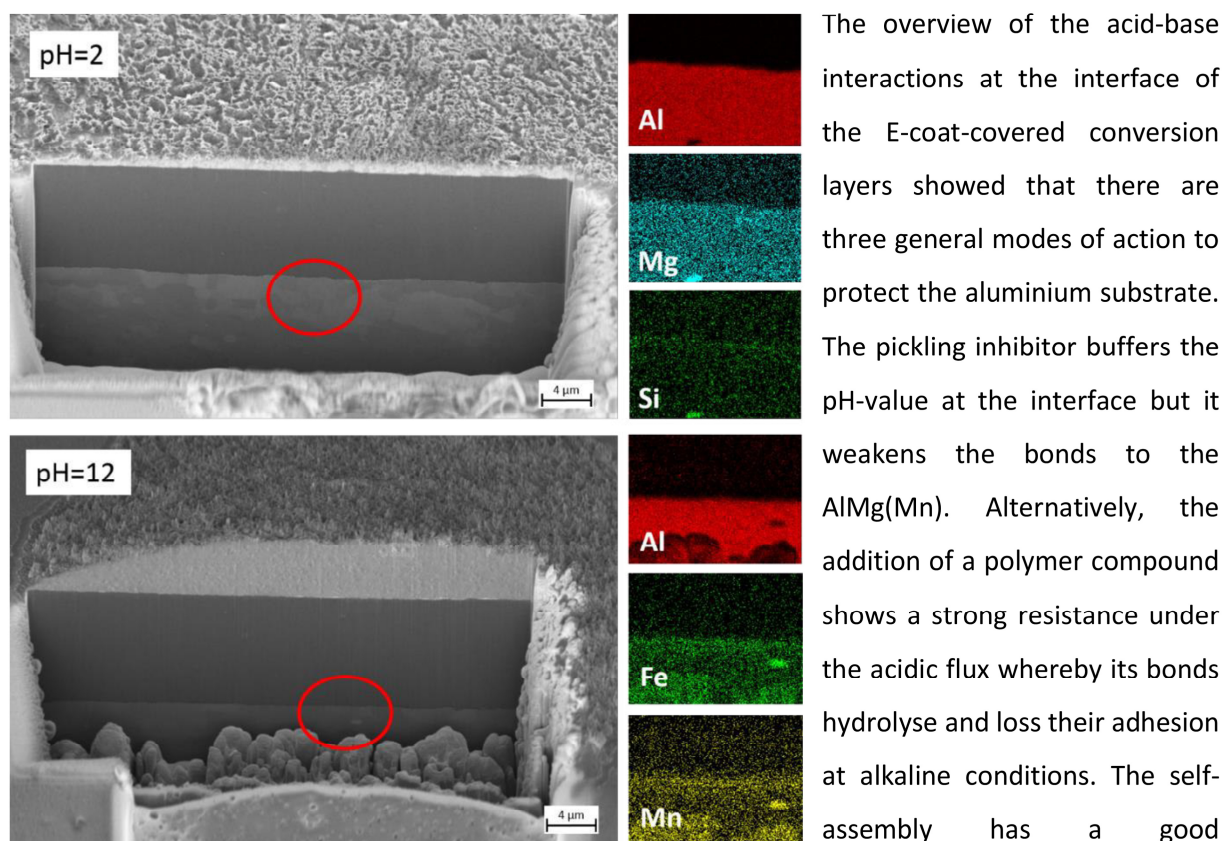 pH=2
Al
Mg
Si
4 µm
pH=12
Al
Fe
Mn
4 µm
The overview of the acid-base
interactions at the interface of
the E-coat-covered conversion
layers showed that there are
three general modes of action to
protect the aluminium substrate.
The pickling inhibitor buffers the
pH-value at the interface but it
weakens the bonds to the
AlMg(Mn). Alternatively, the
addition of a polymer compound
shows a strong resistance under
the acidic flux whereby its bonds
hydrolyse and loss their adhesion
at alkaline conditions. The self-
assembly has a good